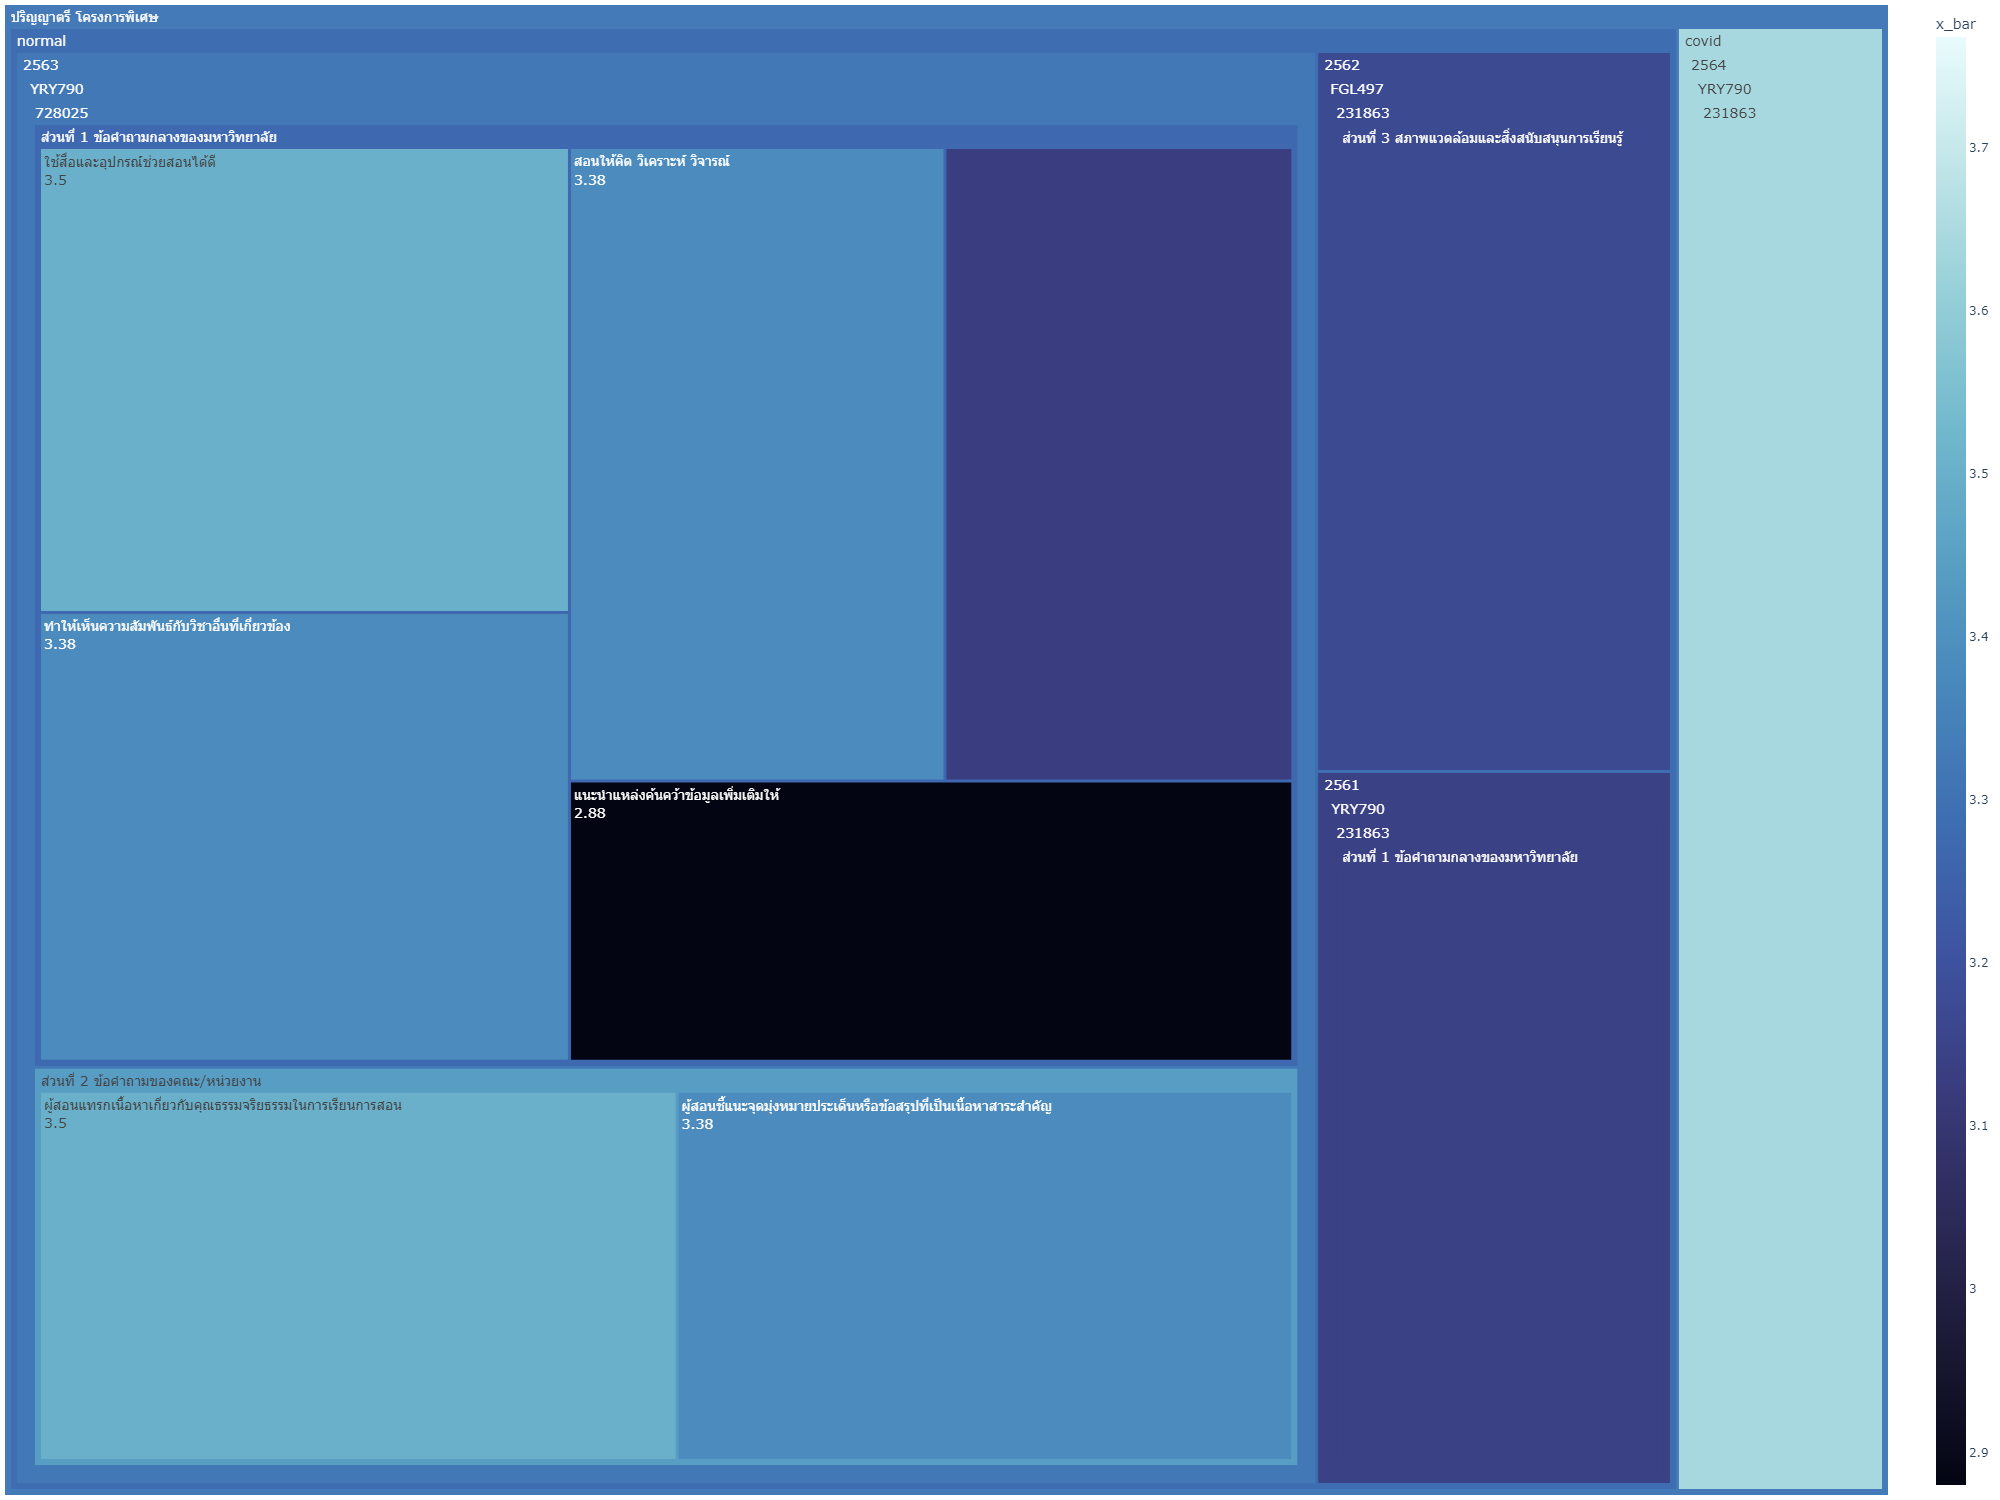 ปริญญาตรี โครงการพิเศษ
normal
2563
YRY790
728025
ส่วนที่ 1 ข้อคำถามกลางของมหาวิทยาลัย
ใช้สื่อและอุปกรณ์ช่วยสอนได้ดี
3.5
สอนให้คิด วิเคราะห์ วิจารณ์
3.38
ทำให้เห็นความสัมพันธ์กับวิชาอื่นที่เกี่ยวข้อง
3.38
แนะนำแหล่งค้นคว้าข้อมูลเพิ่มเติมให้
2.88
ส่วนที่ 2 ข้อคำถามของคณะ/หน่วยงาน
ผู้สอนแทรกเนื้อหาเกี่ยวกับคุณธรรมจริยธรรมในการเรียนการสอน
3.5
ผู้สอนชี้แนะจุดมุ่งหมายประเด็นหรือข้อสรุปที่เป็นเนื้อหาสาระสำคัญ
3.38
2562
FGL497
231863
ส่วนที่ 3 สภาพแวดล้อมและสิ่งสนับสนุนการเรียนรู้
2561
YRY790
231863
ส่วนที่ 1 ข้อคำถามกลางของมหาวิทยาลัย
covid
2564
YRY790
231863
x_bar
3.7
3.6
3.5
3.4
3.3
3.2
3.1
3
2.9